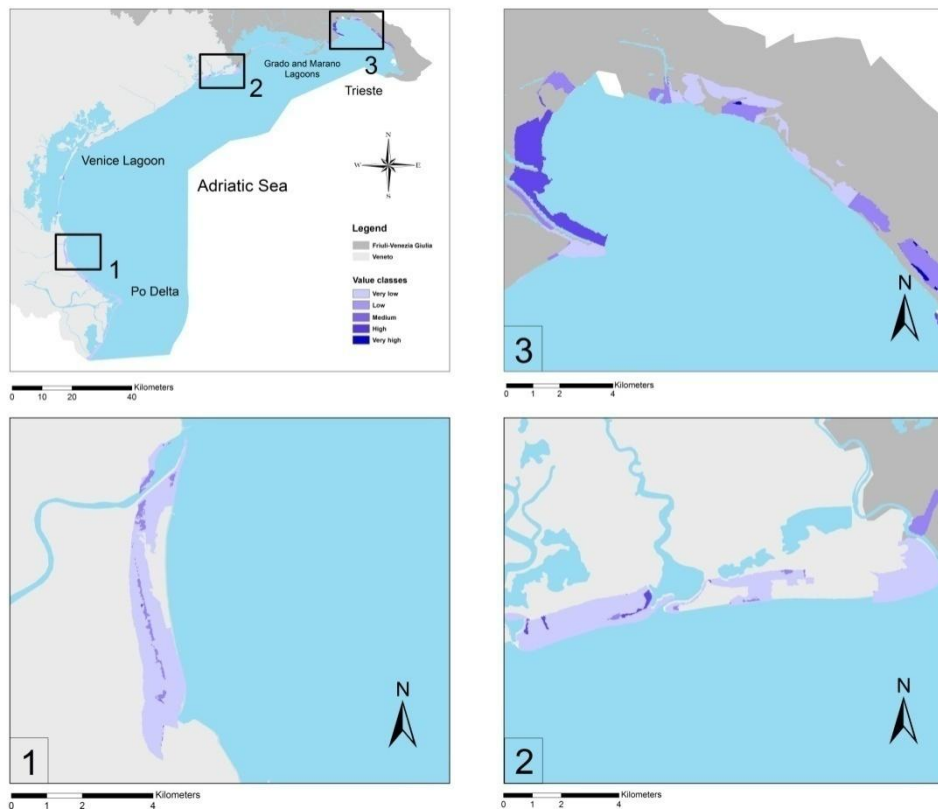 2
3
Grado and Marano
Lagoons
Trieste
Venice Lagoon
Adriatic Sea
1
Po Delta
N
W E
S
Legend
Friuli-Venezia Giulia
Veneto
Value classes
Very low
Low
Medium
High
Very high
Kilometers
0 10 20 40
N
3
Kilometers
0 1 2 4
N
1
Kilometers
0 1 2 4
N
2
Kilometers
0 1 2 4